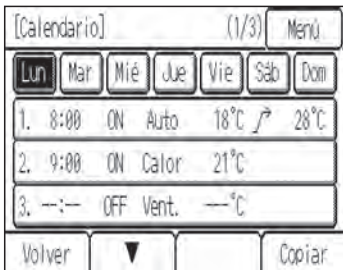 [Calendario] (1/3) Menú
Lun Mar Mié Jue Vie Sáb Dom
1. 8:00 ON Auto 18°C 28°C
2. 9:00 ON Calor 21°C
3. --:-- OFF Vent. --°C
Volver ▼ Copiar